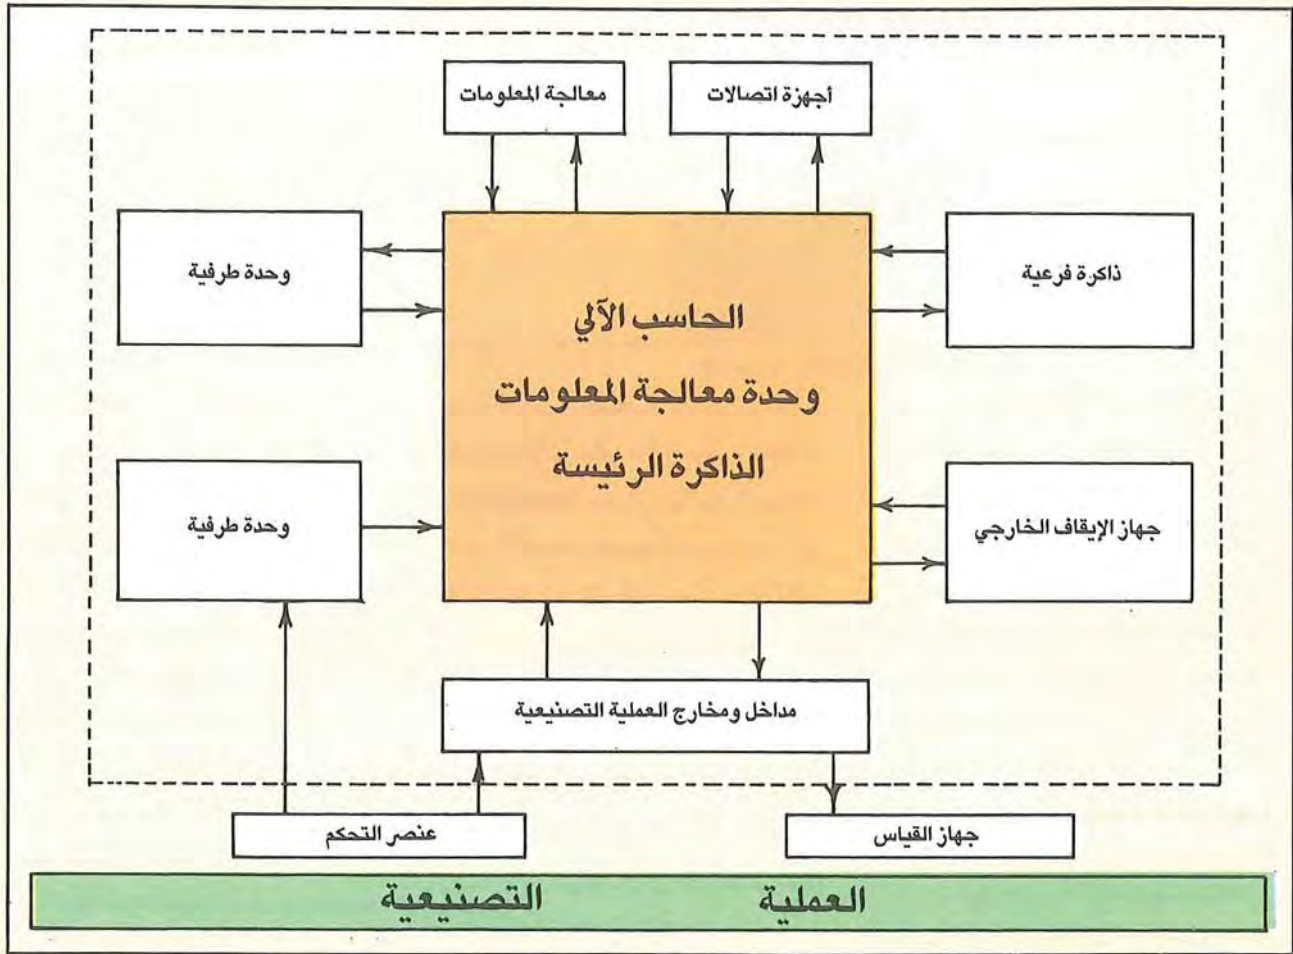 أجهزة اتصالات
معالجة المعلومات
ذاكرة فرعية
وحدة طرفية
الحاسب الآلي
وحدة معالجة المعلومات
الذاكرة الرئيسة
جهاز الإيقاف الخارجي
وحدة طرفية
مداخل ومخارج العملية التصنيعية
جهاز القياس
عنصر التحكم
العملية التصنيعية